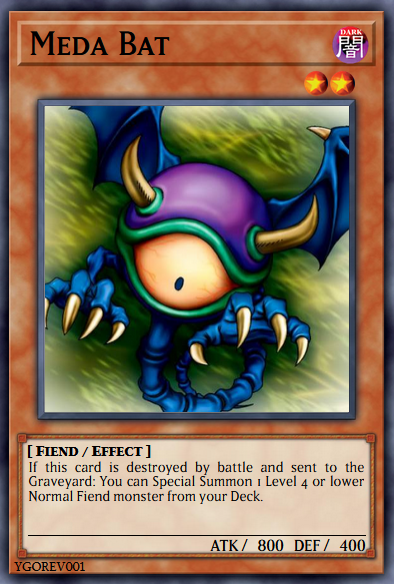 Meda Bat
DARK
闇
[ Fiend / Effect ]
If this card is destroyed by battle and sent to the
Graveyard: You can Special Summon 1 Level 4 or lower
Normal Fiend monster from your Deck.
ATK / 800 DEF / 400
YGOREV001